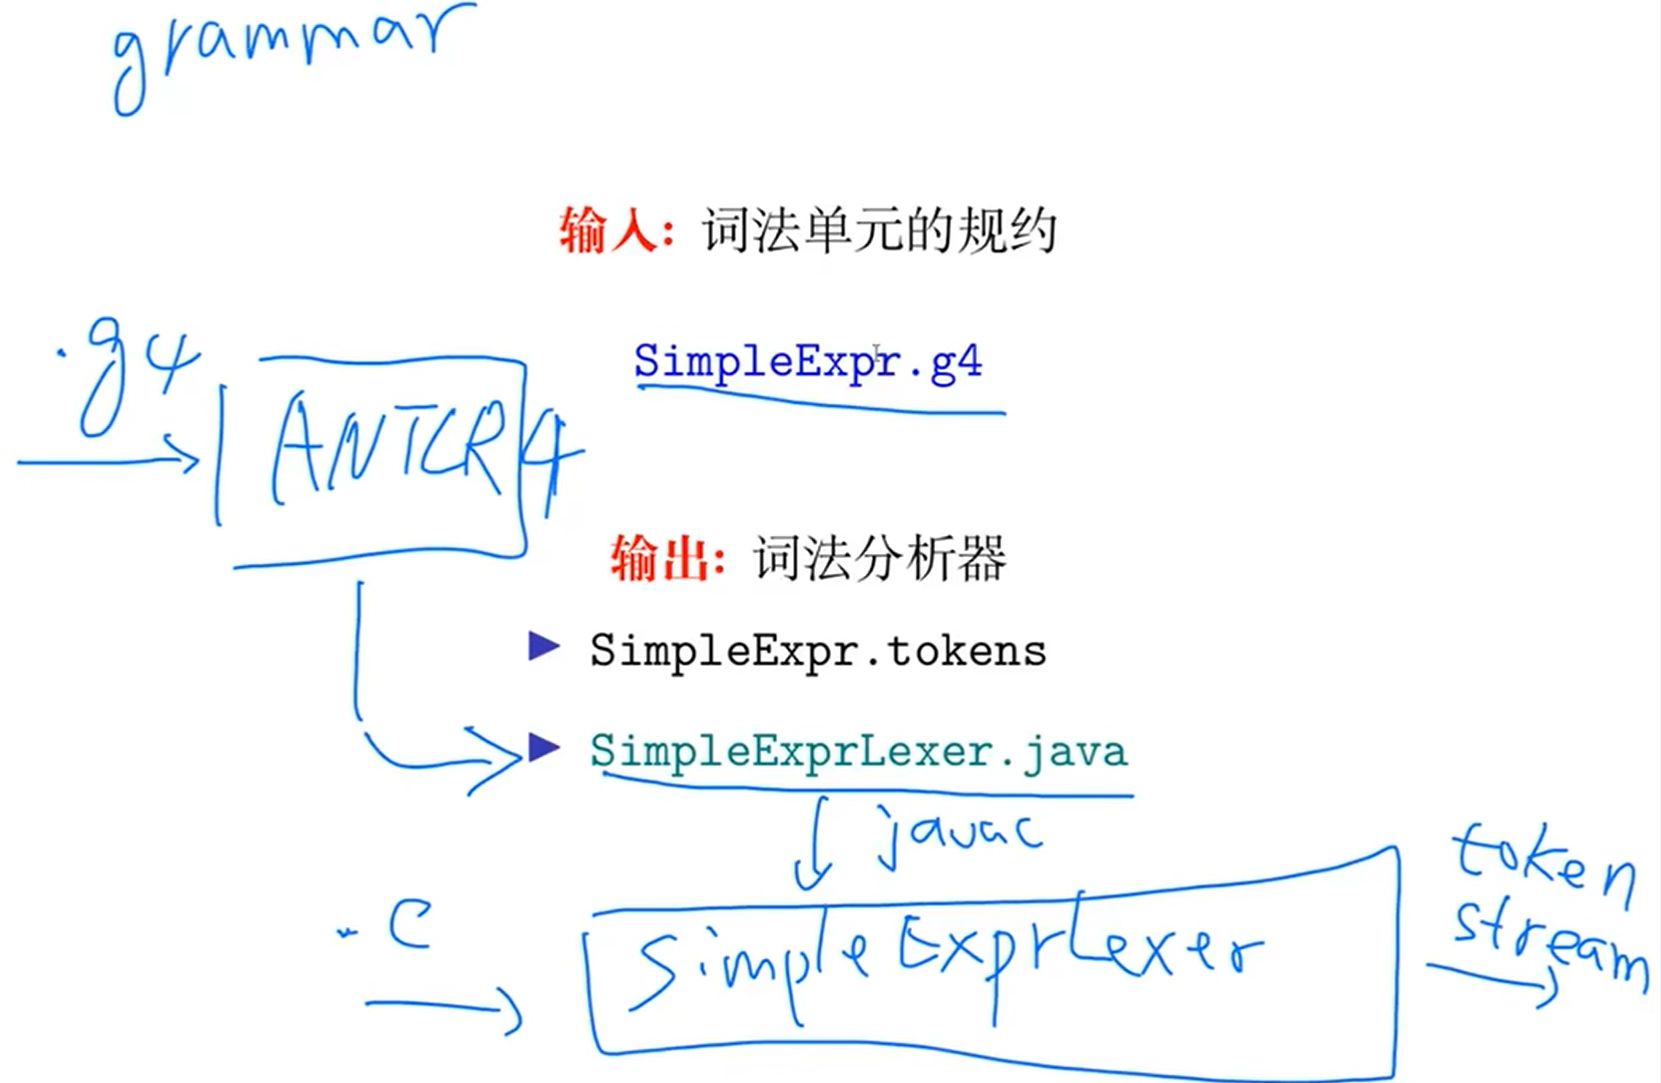 grammar
输入: 词法单元的规约
.g4
SimpleExpr.g4
ANTLR4
输出: 词法分析器
SimpleExpr.tokens
SimpleExprLexer.java
javac
.c
SimpleExprLexer
token
stream